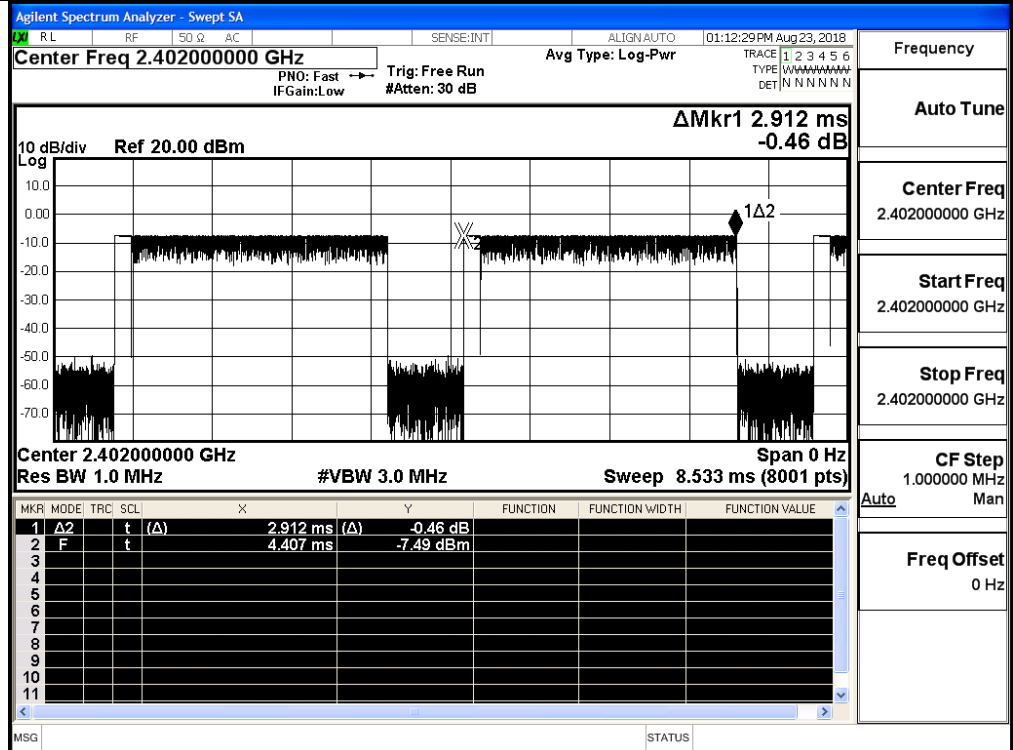 Agilent Spectrum Analyzer - Swept SA
LXI RL RF 50 Ω AC SENSE:INT ALIGN AUTO 01:12:29 PM Aug 23, 2018
Center Freq 2.402000000 GHz
PNO: Fast
IFGain:Low
Trig: Free Run
#Atten: 30 dB
Avg Type: Log-Pwr
TRACE 1 2 3 4 5 6
TYPE WWWWWW
DET N N N N N N
ΔMkr1 2.912 ms
-0.46 dB
10 dB/div Ref 20.00 dBm
Log
10.0
0.00
-10.0
-20.0
-30.0
-40.0
-50.0
-60.0
-70.0
1Δ2
2
Center 2.402000000 GHz Span 0 Hz
Res BW 1.0 MHz #VBW 3.0 MHz Sweep 8.533 ms (8001 pts)
MKR MODE TRC SCL X Y FUNCTION FUNCTION WIDTH FUNCTION VALUE
1 Δ2 t (Δ) 2.912 ms (Δ) -0.46 dB
2 F t 4.407 ms -7.49 dBm
3
4
5
6
7
8
9
10
11
MSG STATUS
Frequency
Auto Tune
Center Freq
2.402000000 GHz
Start Freq
2.402000000 GHz
Stop Freq
2.402000000 GHz
CF Step
1.000000 MHz
Auto Man
Freq Offset
0 Hz